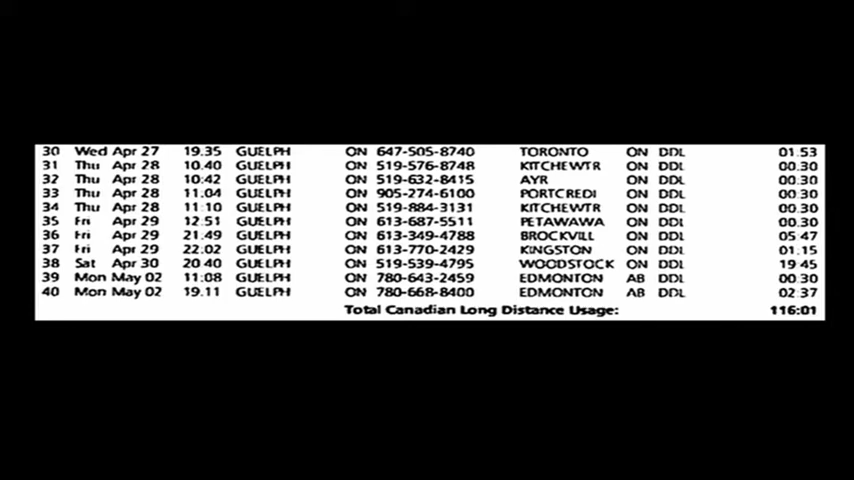 30 Wed Apr 27 19.35 GUELPH ON 647-505-8740 TORONTO ON DDL 01.53
31 Thu Apr 28 10.40 GUELPH ON 519-576-8748 KITCHEWTR ON DDL 00.30
32 Thu Apr 28 10:42 GUELPH ON 519-632-8415 AYR ON DDL 00.30
33 Thu Apr 28 11:04 GUELPH ON 905-274-6100 PORTCREDI ON DDL 00:30
34 Thu Apr 28 11:10 GUELPH ON 519-884-3131 KITCHEWTR ON DDL 00.30
35 Fri Apr 29 12.51 GUELPH ON 613-687-5511 PETAWAWA ON DDL 00.30
36 Fri Apr 29 21:49 GUELPH ON 613-349-4788 BROCKVILL ON DDL 05 47
37 Fri Apr 29 22:02 GUELPH ON 613-770-2429 KINGSTON ON DDL 01.15
38 Sat Apr 30 20 40 GUELPH ON 519-539-4795 WOODSTOCK ON DDL 19 45
39 Mon May 02 11:08 GUELPH ON 780-643-2459 EDMONTON AB DDL 00 30
40 Mon May 02 19.11 GUELPH ON 780-668-8400 EDMONTON AB DDL 02:37
Total Canadian Long Distance Usage: 116:01